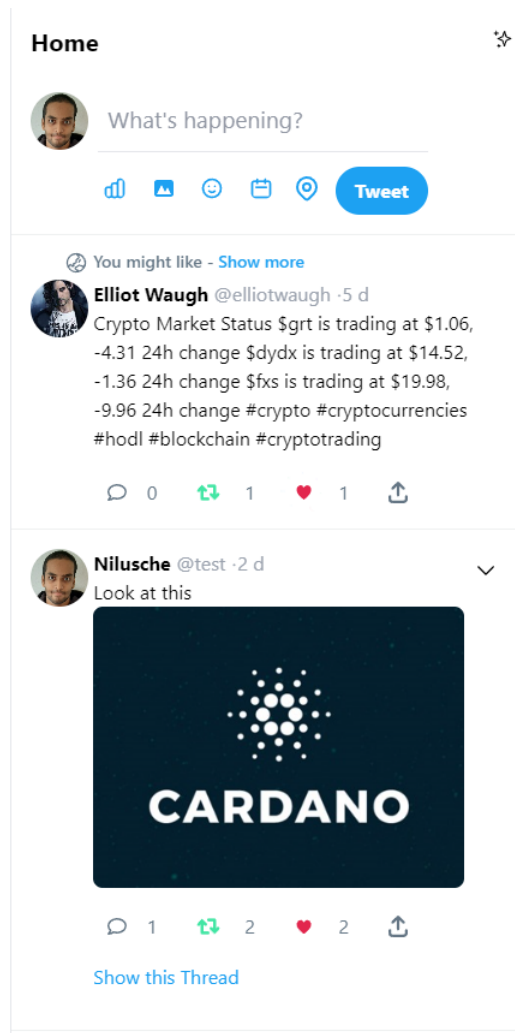 Home
What's happening?
Tweet
You might like - Show more
Elliot Waugh @elliotwaugh ·5 d
Crypto Market Status $grt is trading at $1.06,
-4.31 24h change $dydx is trading at $14.52,
-1.36 24h change $fxs is trading at $19.98,
-9.96 24h change #crypto #cryptocurrencies
#hodl #blockchain #cryptotrading
0 1 1
Nilusche @test ·2 d
Look at this
CARDANO
1 2 2
Show this Thread